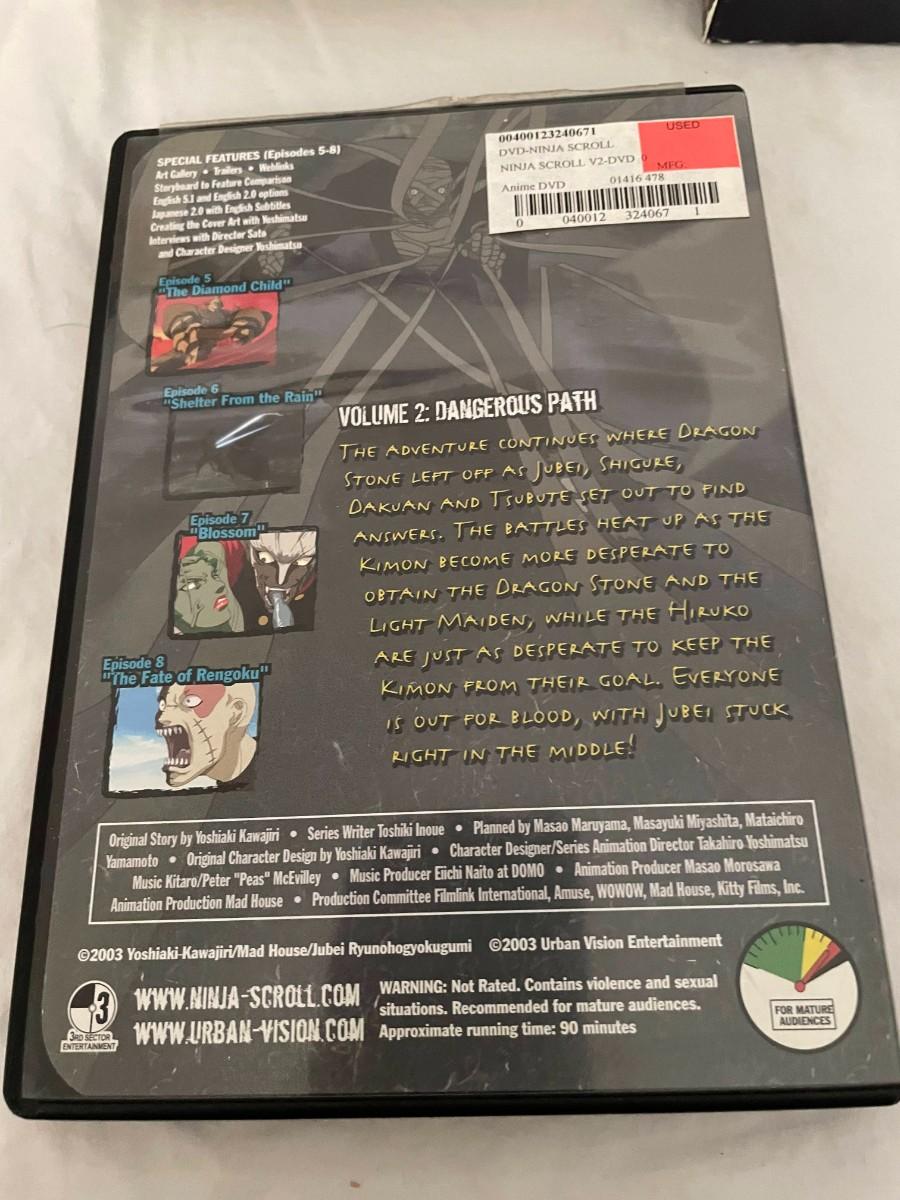 SPECIAL FEATURES (Episodes 5-8)
Art Gallery • Trailers • Weblinks
Storyboard to Feature Comparison
English 5.1 and English 2.0 options
Japanese 2.0 with English Subtitles
Creating the Cover Art with Yoshimatsu
Interviews with Director Sato
and Character Designer Yoshimatsu
00400123240671
USED
DVD-NINJA SCROLL
NINJA SCROLL V2-DVD 0
MFG.
Anime DVD 01416 478
0 040012 324067 1
Episode 5
"The Diamond Child"
Episode 6
"Shelter From the Rain"
Episode 7
"Blossom"
Episode 8
"The Fate of Rengoku"
VOLUME 2: DANGEROUS PATH
THE ADVENTURE CONTINUES WHERE DRAGON
STONE LEFT OFF AS JUBEI, SHIGURE,
DAKUAN AND TSUBUTE SET OUT TO FIND
ANSWERS. THE BATTLES HEAT UP AS THE
KIMON BECOME MORE DESPERATE TO
OBTAIN THE DRAGON STONE AND THE
LIGHT MAIDEN, WHILE THE HIRUKO
ARE JUST AS DESPERATE TO KEEP THE
KIMON FROM THEIR GOAL. EVERYONE
IS OUT FOR BLOOD, WITH JUBEI STUCK
RIGHT IN THE MIDDLE!
Original Story by Yoshiaki Kawajiri • Series Writer Toshiki Inoue • Planned by Masao Maruyama, Masayuki Miyashita, Mataichiro
Yamamoto • Original Character Design by Yoshiaki Kawajiri • Character Designer/Series Animation Director Takahiro Yoshimatsu
Music Kitaro/Peter "Peas" McEvilley • Music Producer Eiichi Naito at DOMO • Animation Producer Masao Morosawa
Animation Production Mad House • Production Committee Filmlink International, Amuse, WOWOW, Mad House, Kitty Films, Inc.
©2003 Yoshiaki-Kawajiri/Mad House/Jubei Ryunohogyokugumi ©2003 Urban Vision Entertainment
3
3RD SECTOR
ENTERTAINMENT
WWW.NINJA-SCROLL.COM
WWW.URBAN-VISION.COM
WARNING: Not Rated. Contains violence and sexual
situations. Recommended for mature audiences.
Approximate running time: 90 minutes
FOR MATURE
AUDIENCES